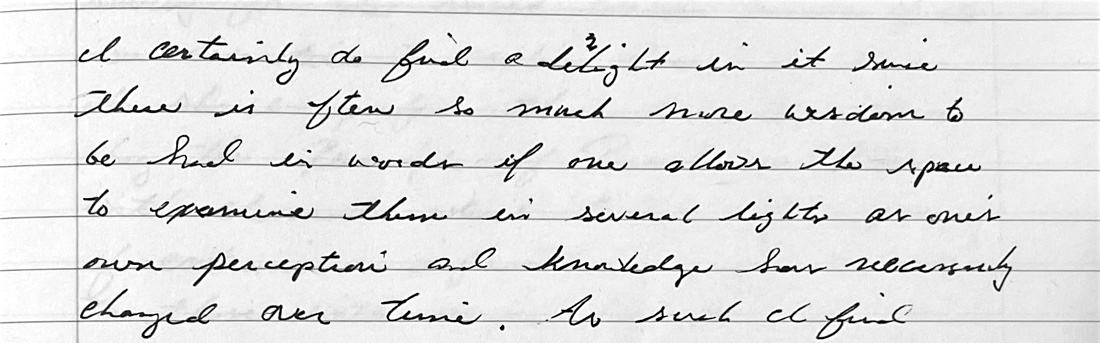 I certainly do find a delight in it since
there is often so much more wisdom to
be had in words if one allows the space
to examine them in several lights as one's
own perception and knowledge has necessarily
changed over time. As such I find